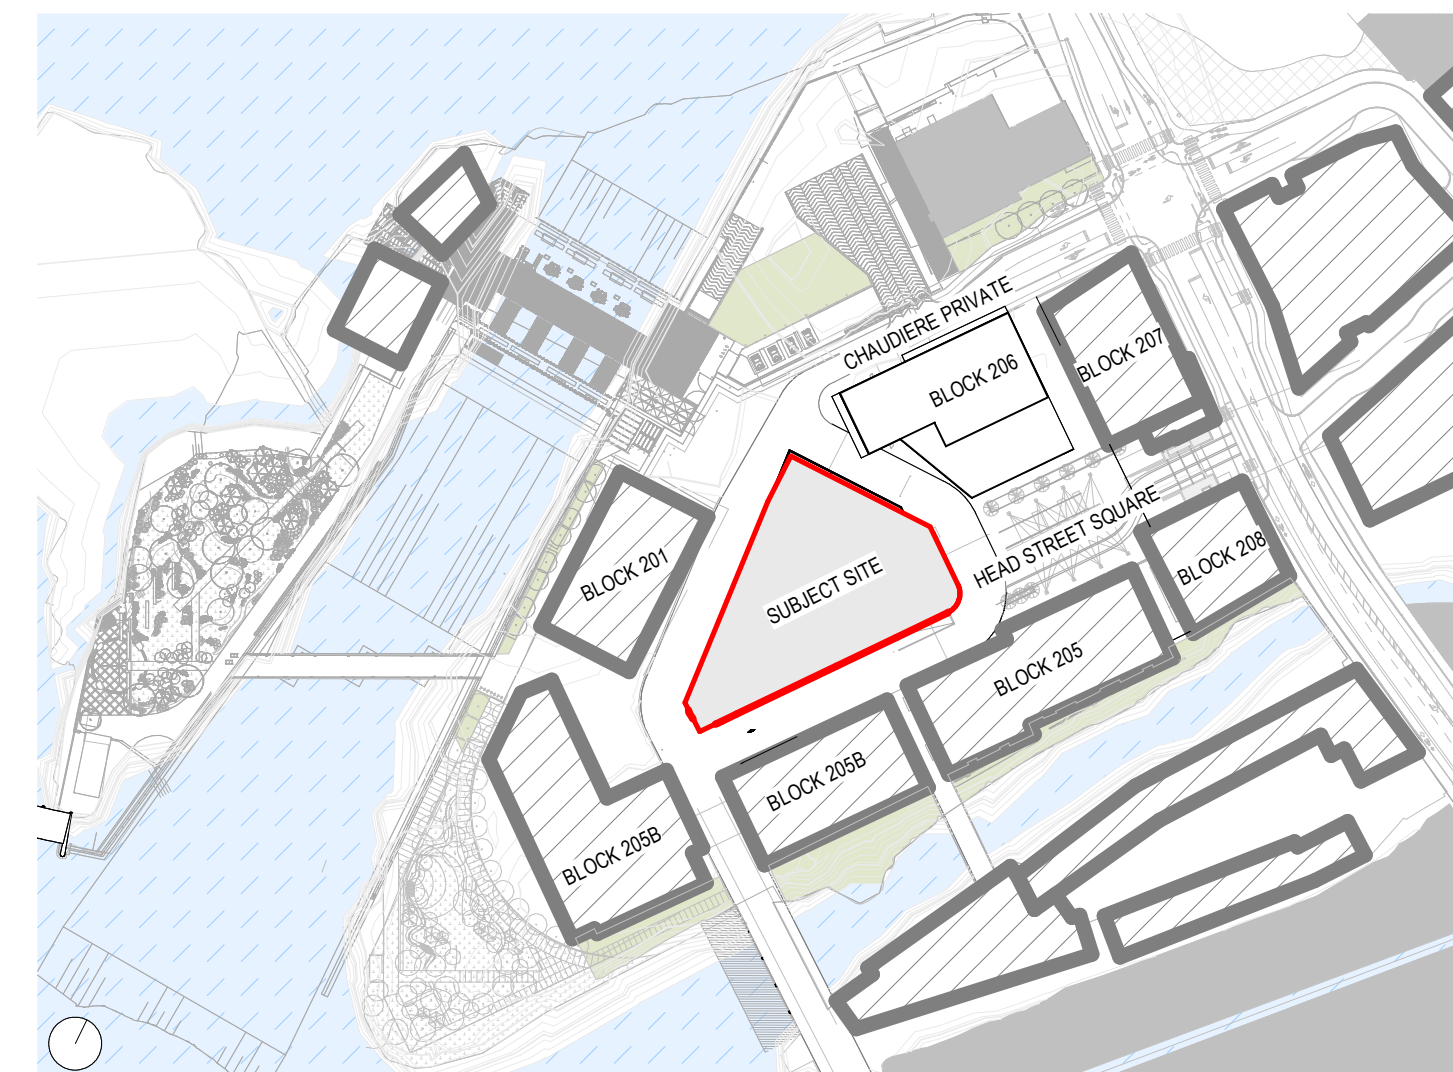 CHAUDIERE PRIVATE
BLOCK 206
BLOCK 207
HEAD STREET SQUARE
BLOCK 208
BLOCK 201
SUBJECT SITE
BLOCK 205
BLOCK 205B
BLOCK 205B